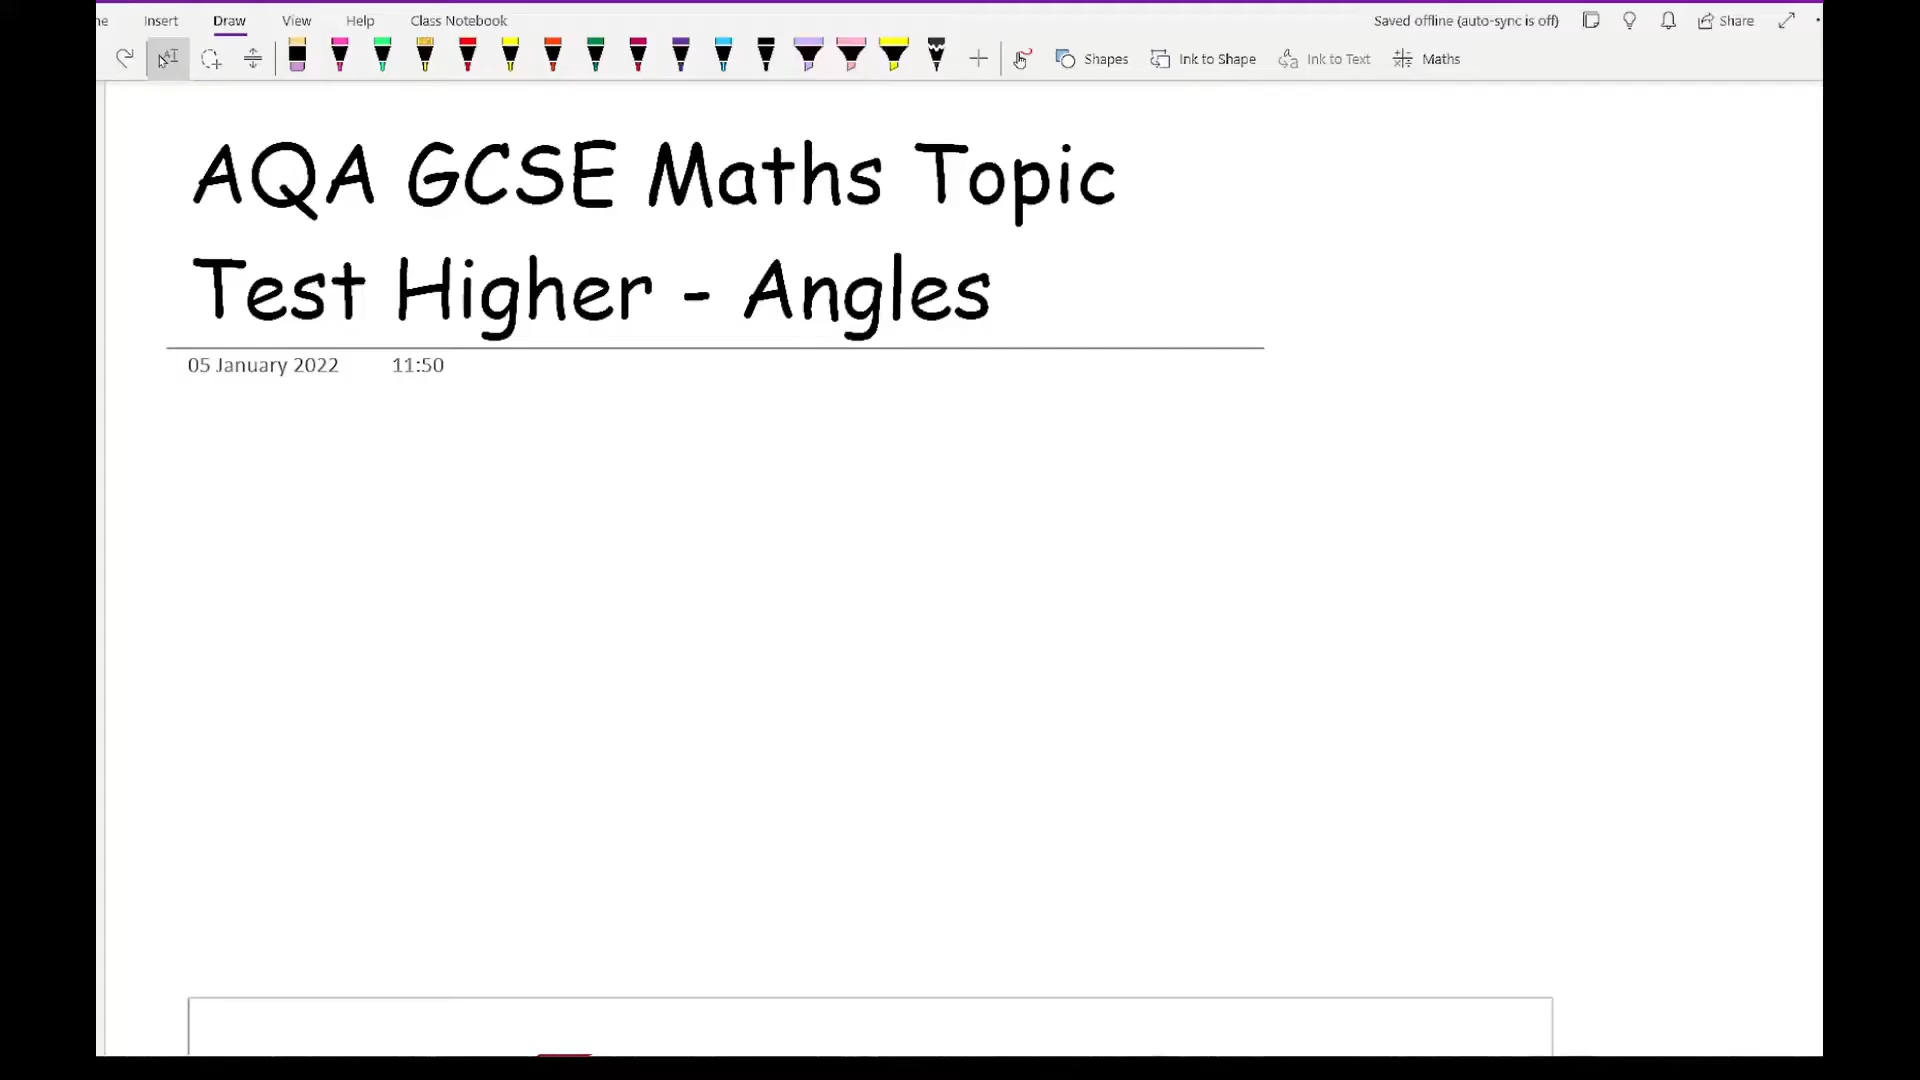 Insert Draw View Help Class Notebook Saved offline (auto-sync is off) Share
Shapes Ink to Shape Ink to Text Maths
AQA GCSE Maths Topic
Test Higher - Angles
05 January 2022 11:50